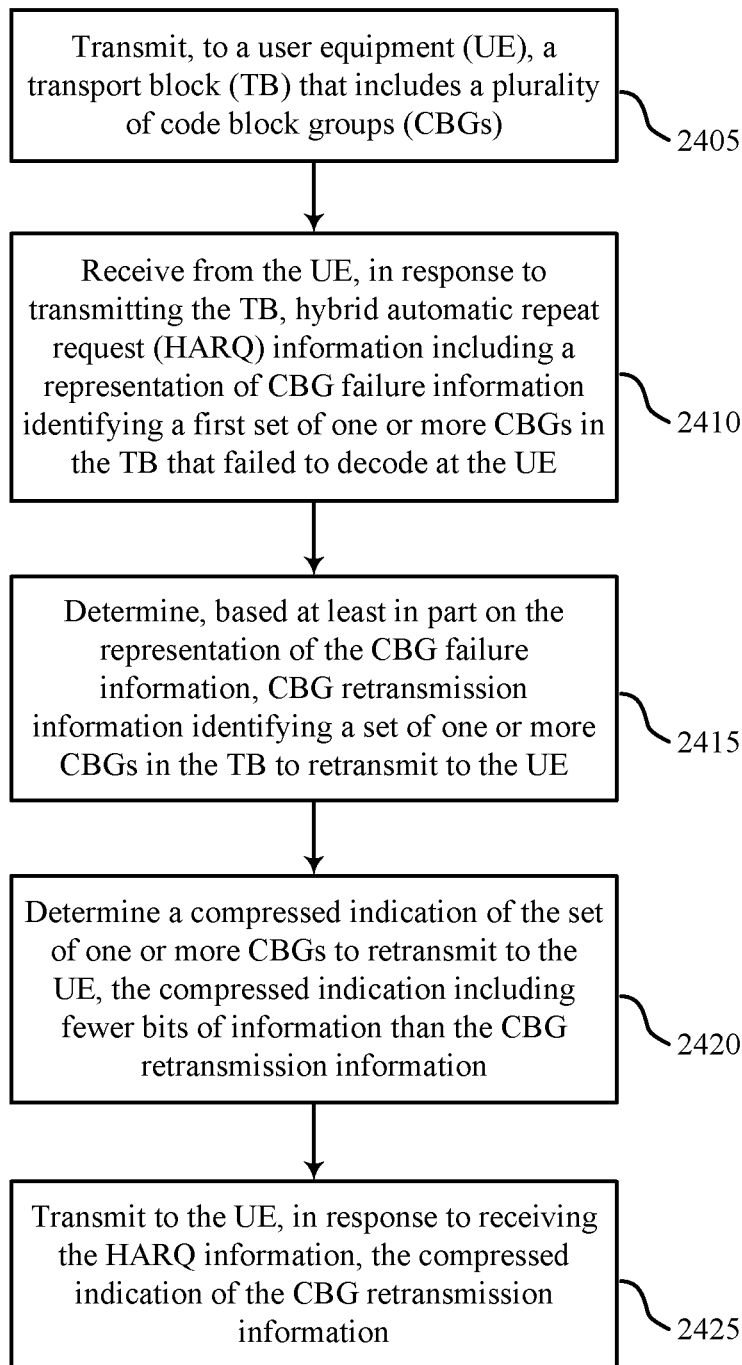 Transmit, to a user equipment (UE), a
transport block (TB) that includes a plurality
of code block groups (CBGs)
2405
Receive from the UE, in response to
transmitting the TB, hybrid automatic repeat
request (HARQ) information including a
representation of CBG failure information
identifying a first set of one or more CBGs in
the TB that failed to decode at the UE
2410
Determine, based at least in part on the
representation of the CBG failure
information, CBG retransmission
information identifying a set of one or more
CBGs in the TB to retransmit to the UE
2415
Determine a compressed indication of the set
of one or more CBGs to retransmit to the
UE, the compressed indication including
fewer bits of information than the CBG
retransmission information
2420
Transmit to the UE, in response to receiving
the HARQ information, the compressed
indication of the CBG retransmission
information
2425